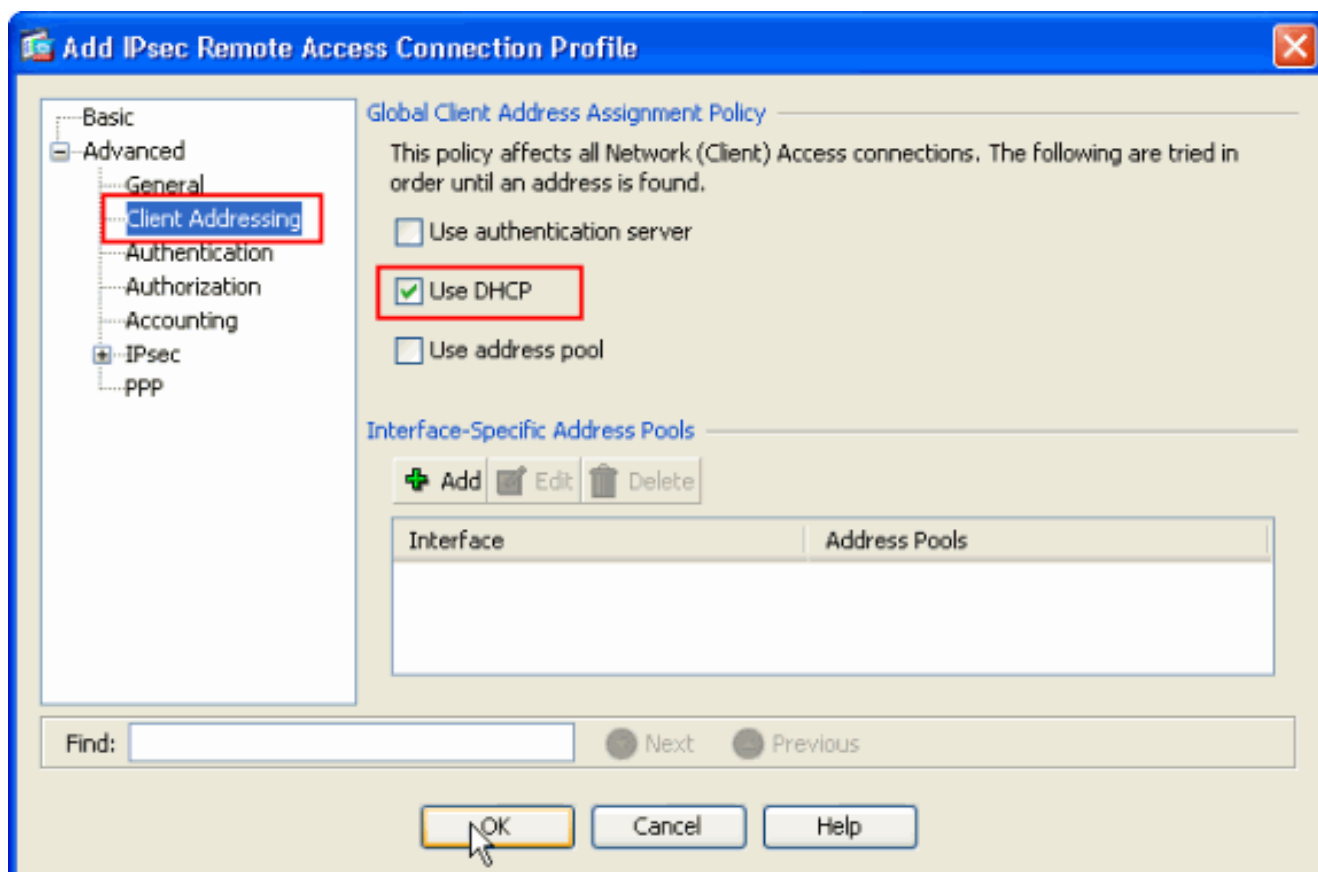 Add IPsec Remote Access Connection Profile
Basic
Advanced
General
Client Addressing
Authentication
Authorization
Accounting
IPsec
PPP
Global Client Address Assignment Policy
This policy affects all Network (Client) Access connections. The following are tried in
order until an address is found.
Use authentication server
Use DHCP
Use address pool
Interface-Specific Address Pools
Add Edit Delete
Interface Address Pools
Find: Next Previous
OK Cancel Help